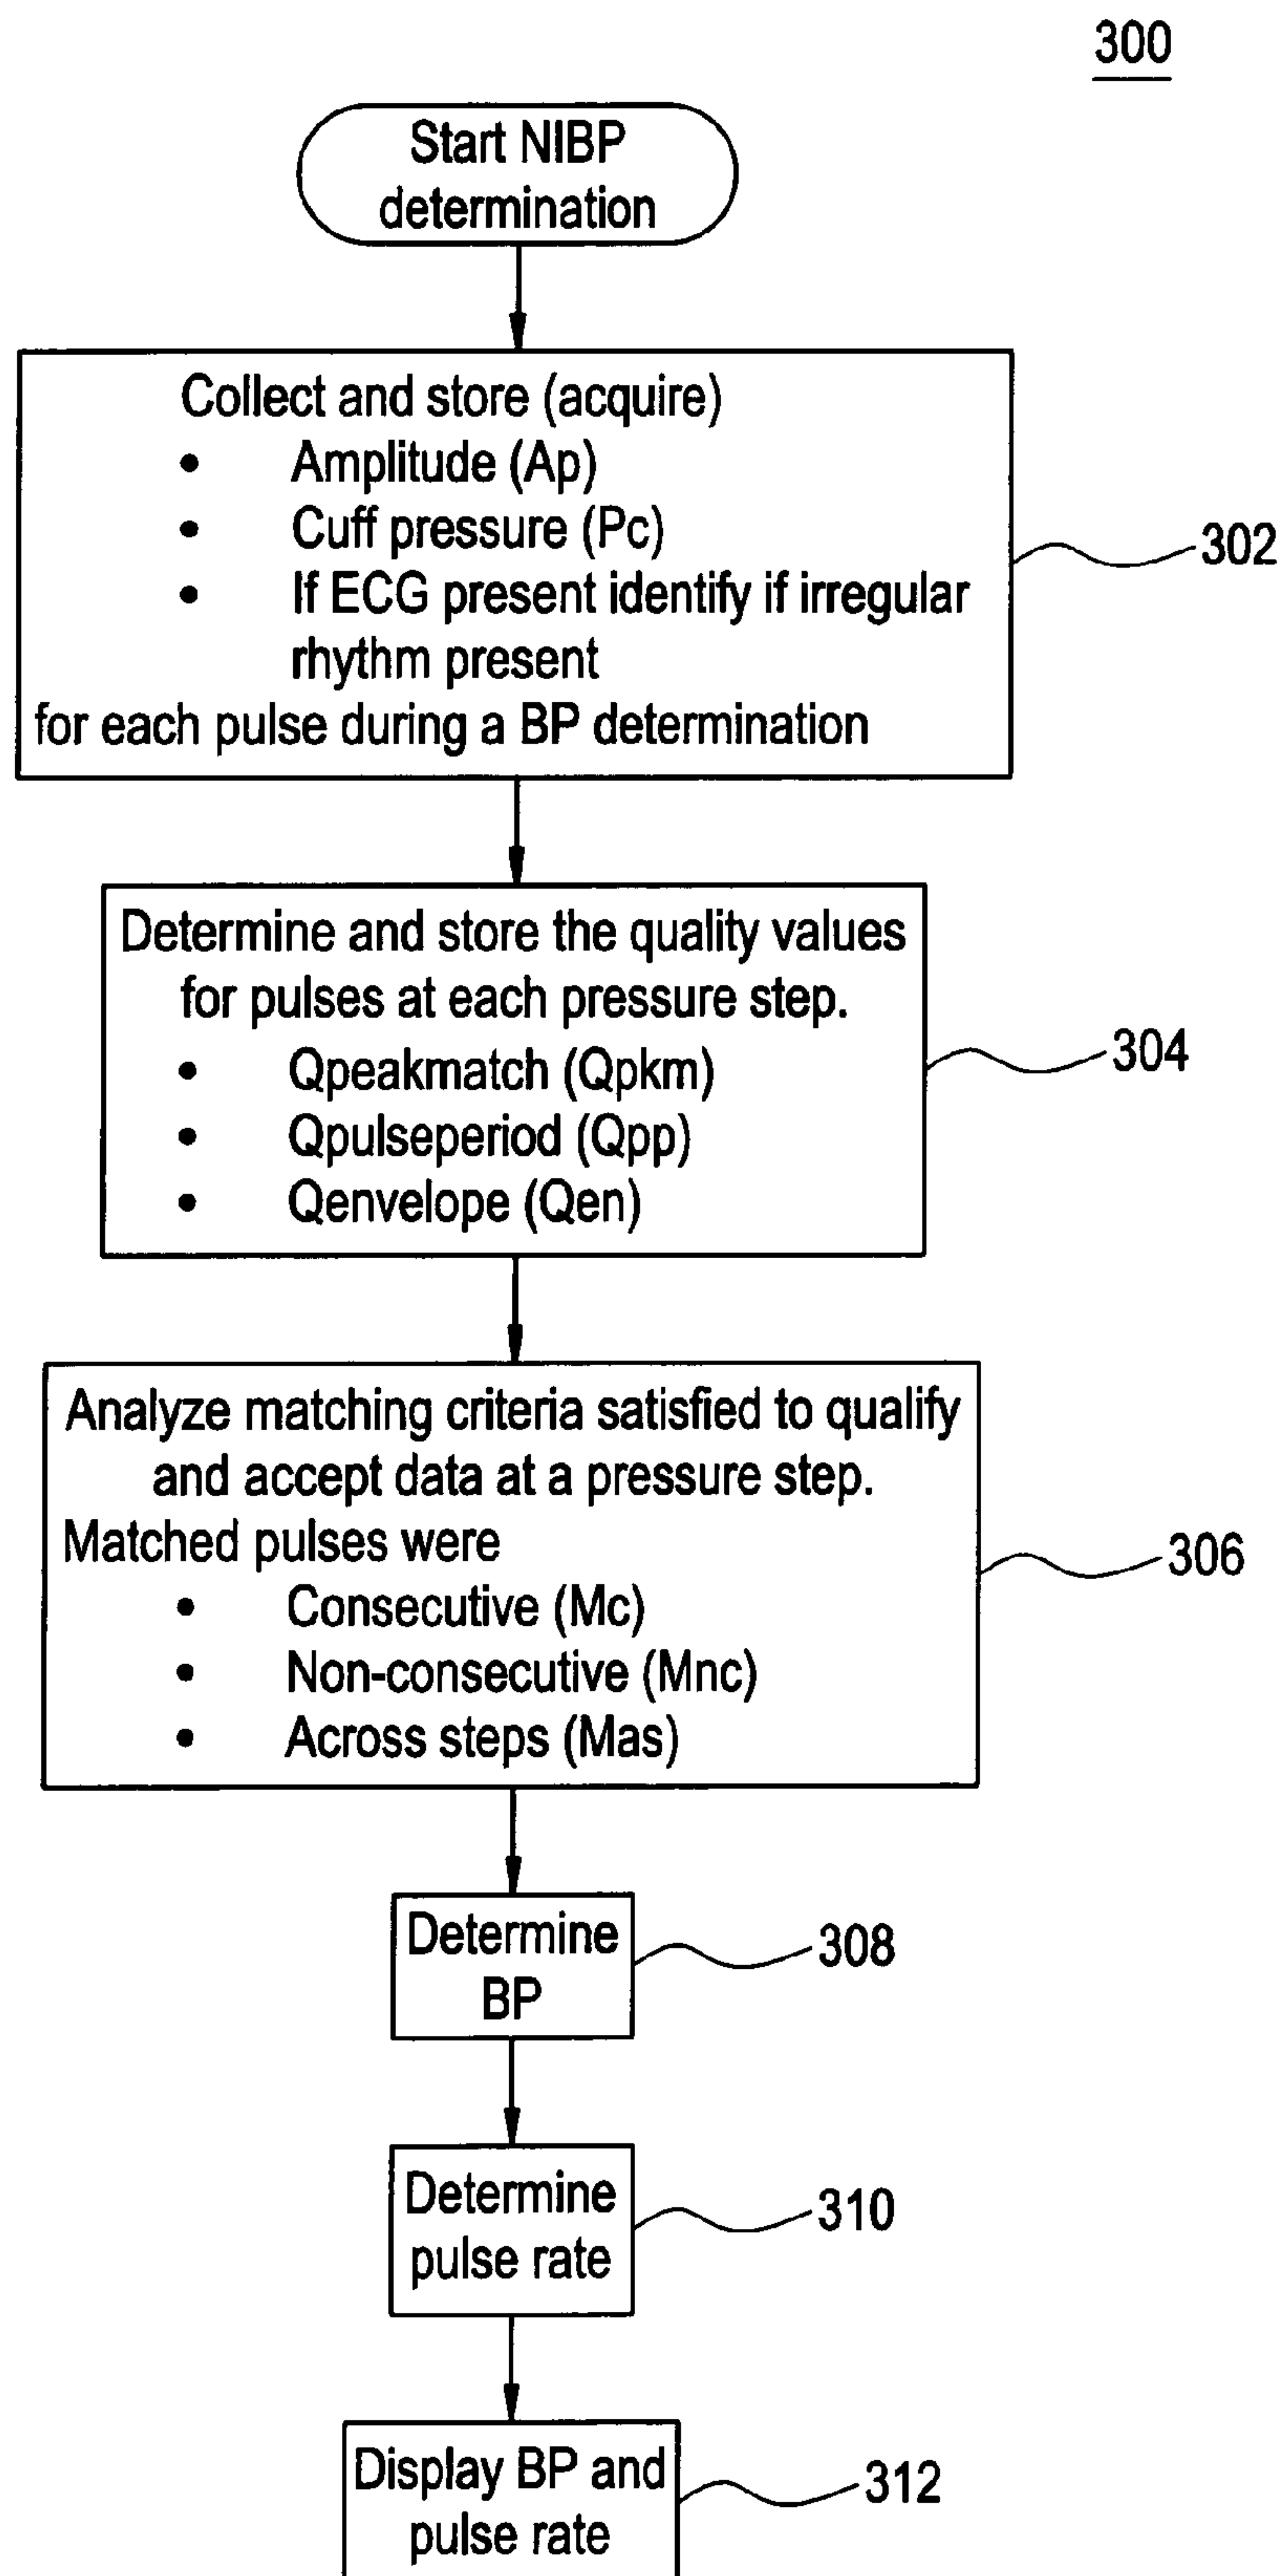 300
Start NIBP
determination
Collect and store (acquire)
• Amplitude (Ap)
• Cuff pressure (Pc)
• If ECG present identify if irregular
rhythm present
for each pulse during a BP determination
302
Determine and store the quality values
for pulses at each pressure step.
• Qpeakmatch (Qpkm)
• Qpulseperiod (Qpp)
• Qenvelope (Qen)
304
Analyze matching criteria satisfied to qualify
and accept data at a pressure step.
Matched pulses were
• Consecutive (Mc)
• Non-consecutive (Mnc)
• Across steps (Mas)
306
Determine
BP
308
Determine
pulse rate
310
Display BP and
pulse rate
312